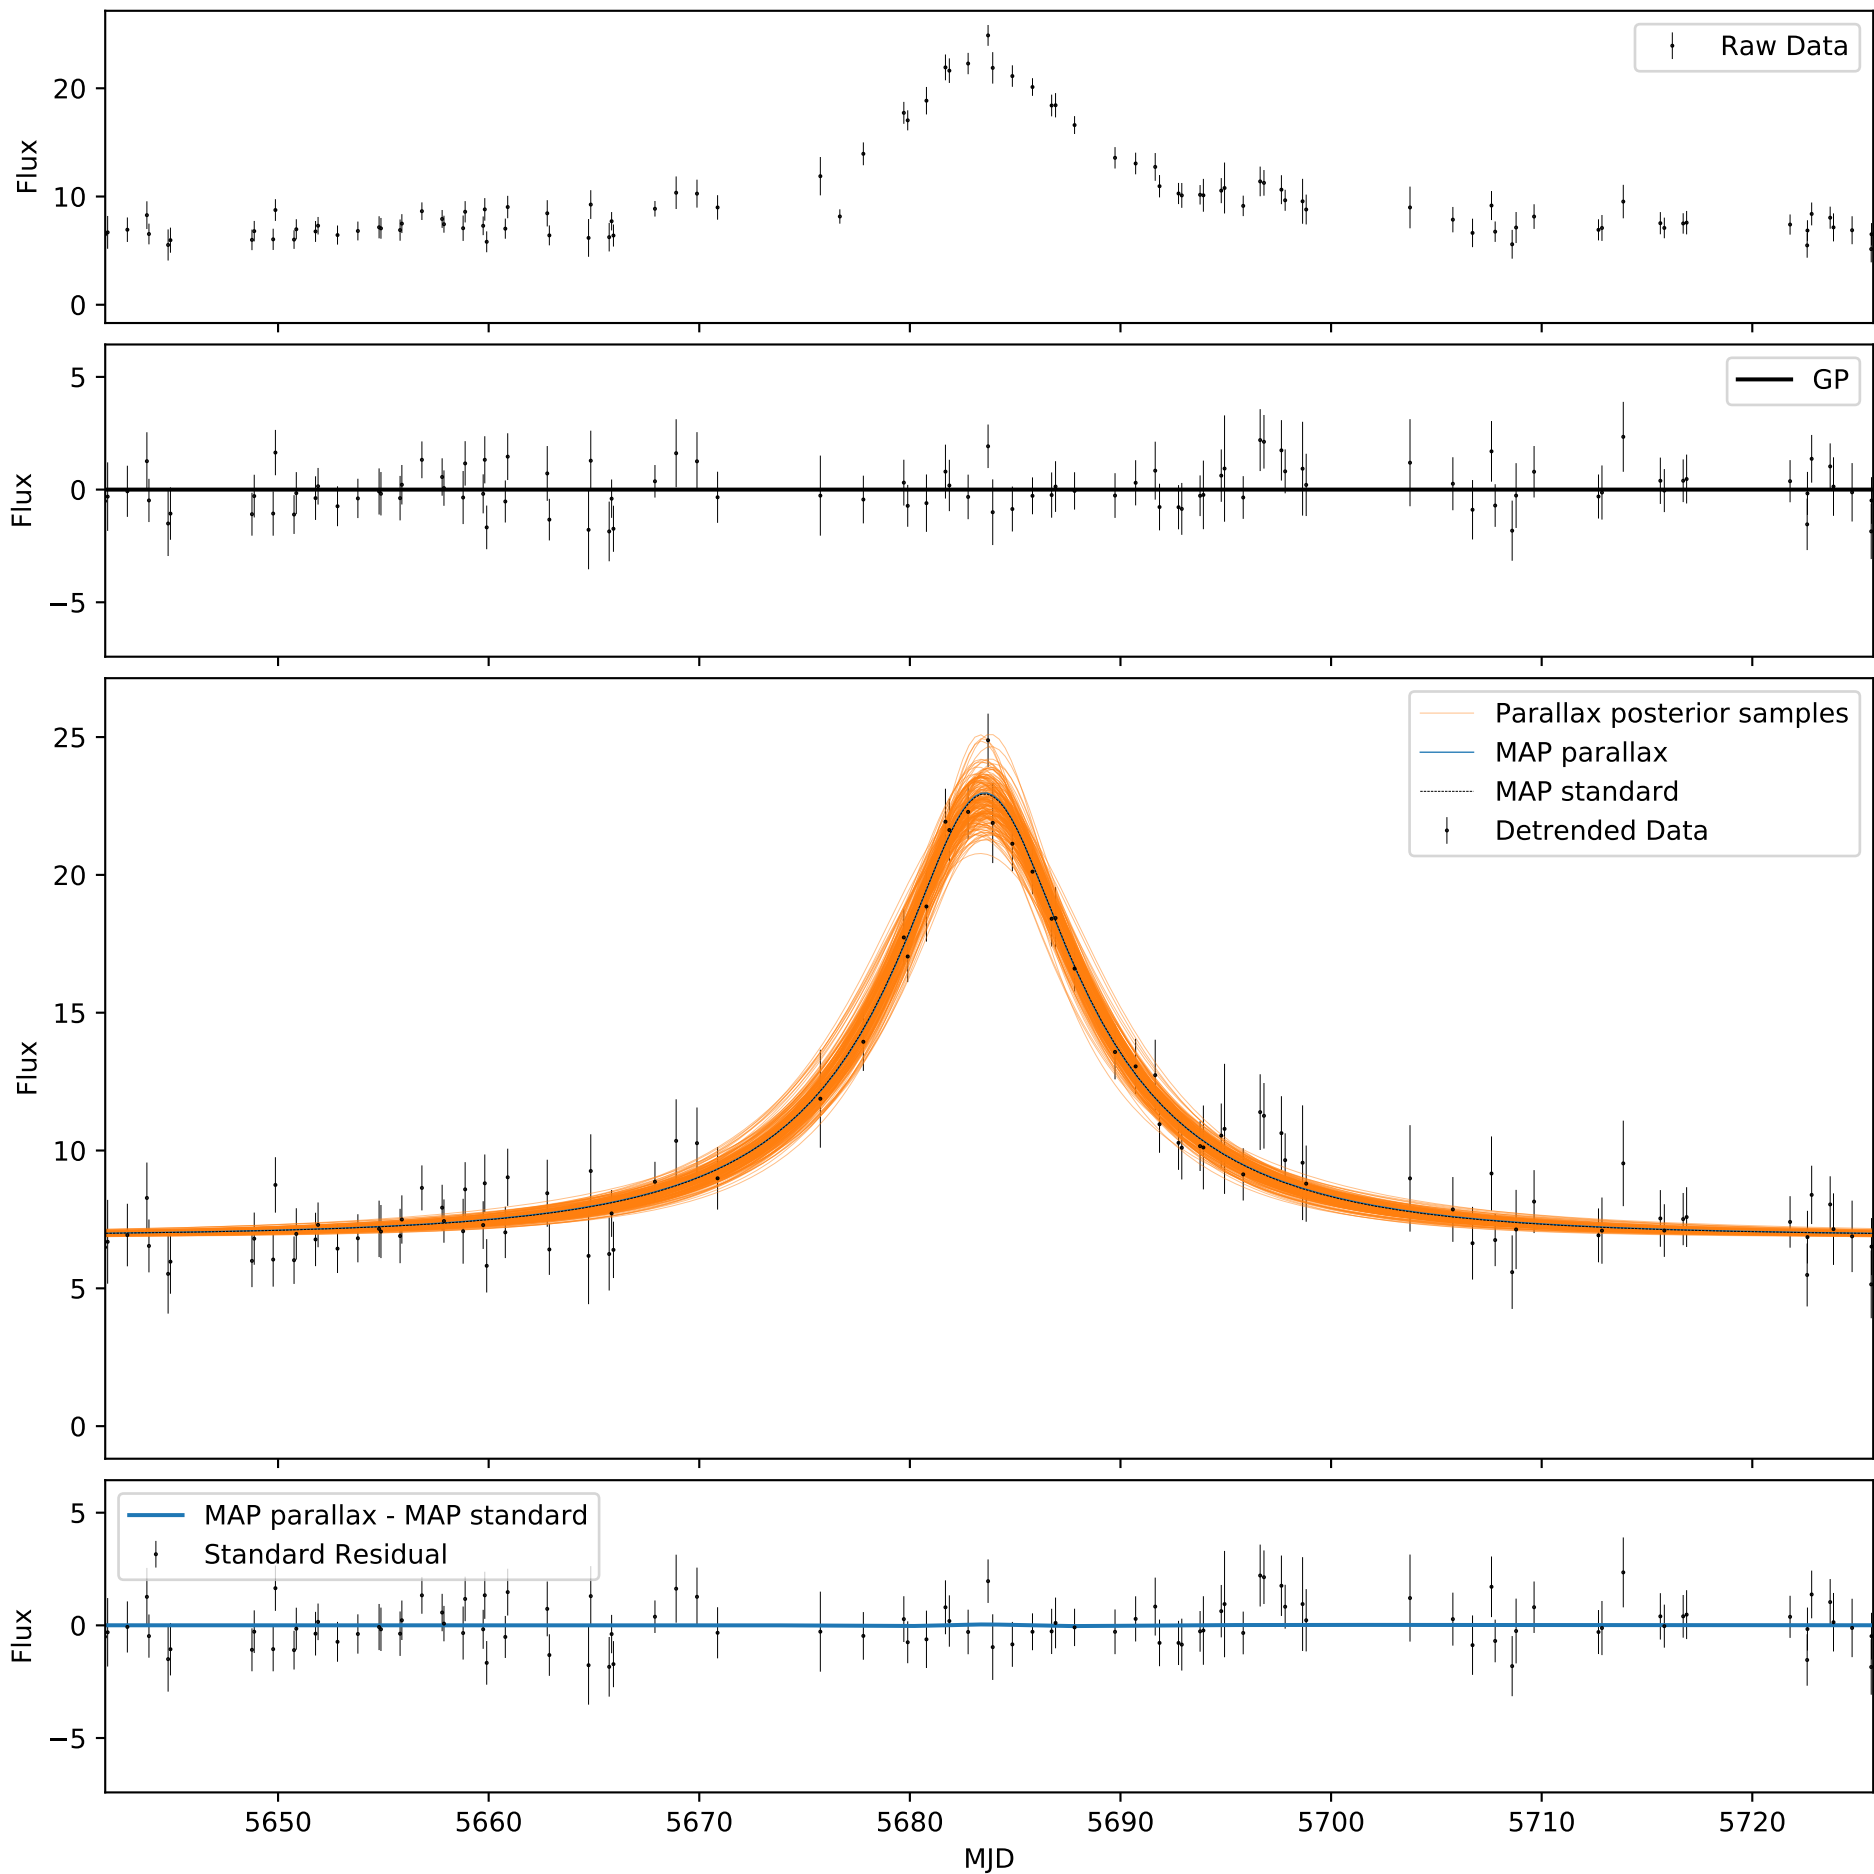 Raw Data
20
10
0
Flux
GP
5
0
−5
Flux
Parallax posterior samples
MAP parallax
MAP standard
Detrended Data
25
20
15
10
5
0
Flux
MAP parallax - MAP standard
Standard Residual
5
0
−5
Flux
5650 5660 5670 5680 5690 5700 5710 5720
MJD